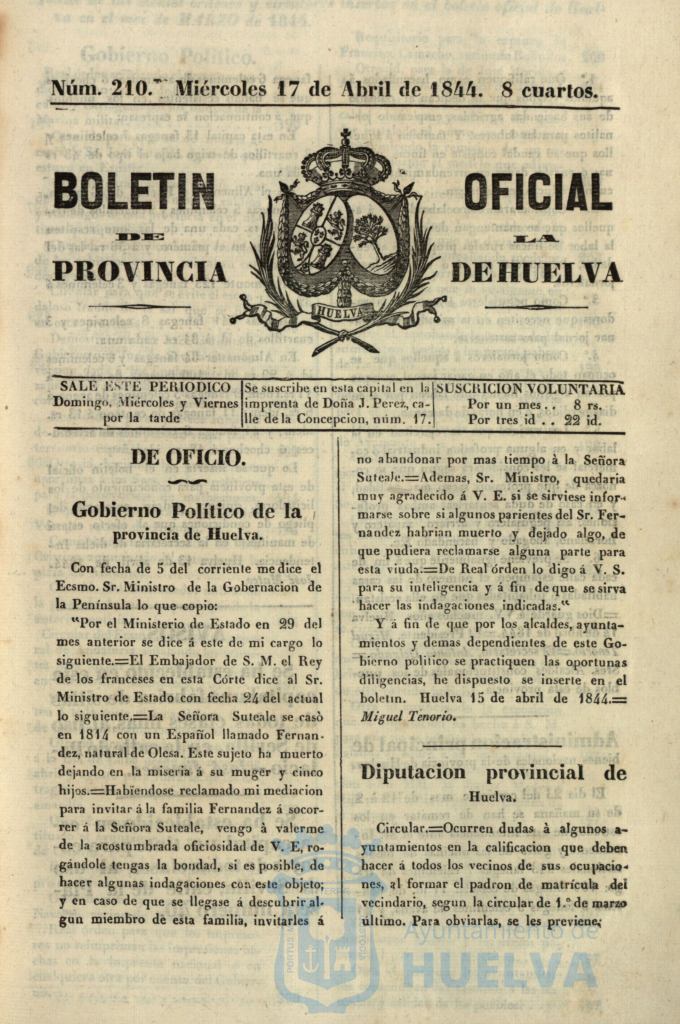 Núm. 210. Miércoles 17 de Abril de 1844. 8 cuartos.
BOLETIN OFICIAL
DE LA
PROVINCIA DE HUELVA
HUELVA
SALE ESTE PERIODICO
Domingo, Miércoles y Viernes
por la tarde
Se suscribe en esta capital en la
imprenta de Doña J. Perez, ca-
lle de la Concepcion, núm. 17.
SUSCRICION VOLUNTARIA
Por un mes . . 8 rs.
Por tres id . . 22 id.
DE OFICIO.
Gobierno Político de la
provincia de Huelva.
Con fecha de 5 del corriente me dice el
Ecsmo. Sr. Ministro de la Gobernacion de
la Península lo que copio:
"Por el Ministerio de Estado en 29 del
mes anterior se dice á este de mi cargo lo
siguiente.=El Embajador de S. M. el Rey
de los franceses en esta Córte dice al Sr.
Ministro de Estado con fecha 24 del actual
lo siguiente.=La Señora Suteale se casò
en 1814 con un Español llamado Fernan-
dez, natural de Olesa. Este sujeto ha muerto
dejando en la miseria á su muger y cinco
hijos.=Habiendose reclamado mi mediacion
para invitar á la familia Fernandez á socor-
rer á la Señora Suteale, vengo à valerme
de la acostumbrada oficiosidad de V. E, ro-
gándole tengas la bondad, si es posible, de
hacer algunas indagaciones con este objeto;
y en caso de que se llegase á descubrir al-
gun miembro de esta familia, invitarles á
no abandonar por mas tiempo à la Señora
Suteale.=Ademas, Sr. Ministro, quedaria
muy agradecido á V. E. si se sirviese infor-
marse sobre si algunos parientes del Sr. Fer-
nandez habrian muerto y dejado algo, de
que pudiera reclamarse alguna parte para
esta viuda.=De Real órden lo digo á V. S.
para su inteligencia y á fin de que se sirva
hacer las indagaciones indicadas."
Y á fin de que por los alcaldes, ayunta-
mientos y demas dependientes de este Go-
bierno politico se practiquen las oportunas
diligencias, he dispuesto se inserte en el
boletin. Huelva 15 de abril de 1844.=
Miguel Tenorio.
Diputacion provincial de
Huelva.
Circular.=Ocurren dudas à algunos a-
yuntamientos en la calificacion que deben
hacer á todos los vecinos de sus ocupacio-
nes, al formar el padron de matrícula del
vecindario, segun la circular de 1.º de marzo
último. Para obviarlas, se les previene;
Ayuntamiento de
HUELVA